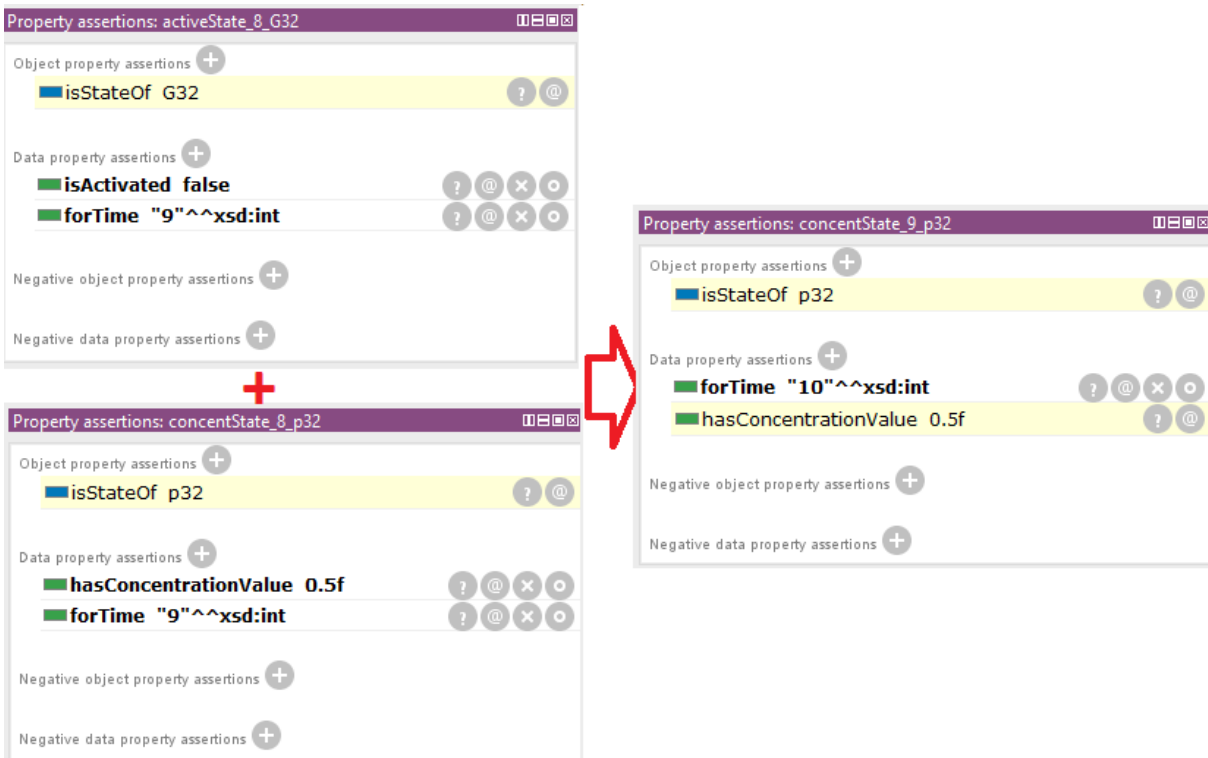 Property assertions: activeState_8_G32
Object property assertions
isStateOf G32
Data property assertions
isActivated false
forTime "9"^^xsd:int
Negative object property assertions
Negative data property assertions
+
Property assertions: concentState_8_p32
Object property assertions
isStateOf p32
Data property assertions
hasConcentrationValue 0.5f
forTime "9"^^xsd:int
Negative object property assertions
Negative data property assertions
Property assertions: concentState_9_p32
Object property assertions
isStateOf p32
Data property assertions
forTime "10"^^xsd:int
hasConcentrationValue 0.5f
Negative object property assertions
Negative data property assertions